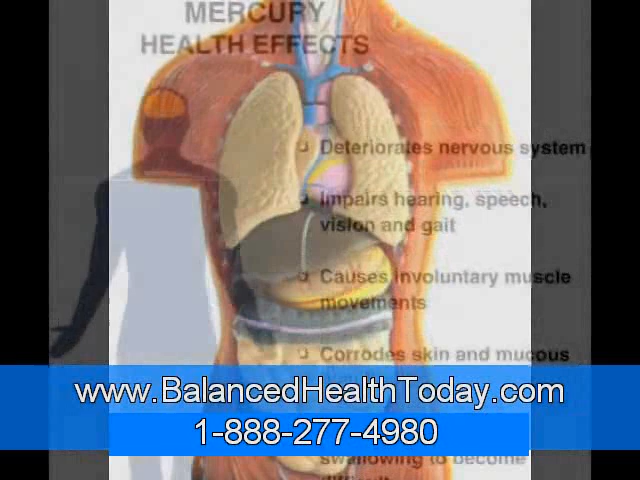 MERCURY
HEALTH EFFECTS
Deteriorates nervous system
Impairs hearing, speech,
vision and gait
Causes involuntary muscle
movements
Corrodes skin and mucous
www.BalancedHealthToday.com
1-888-277-4980
swallowing to become